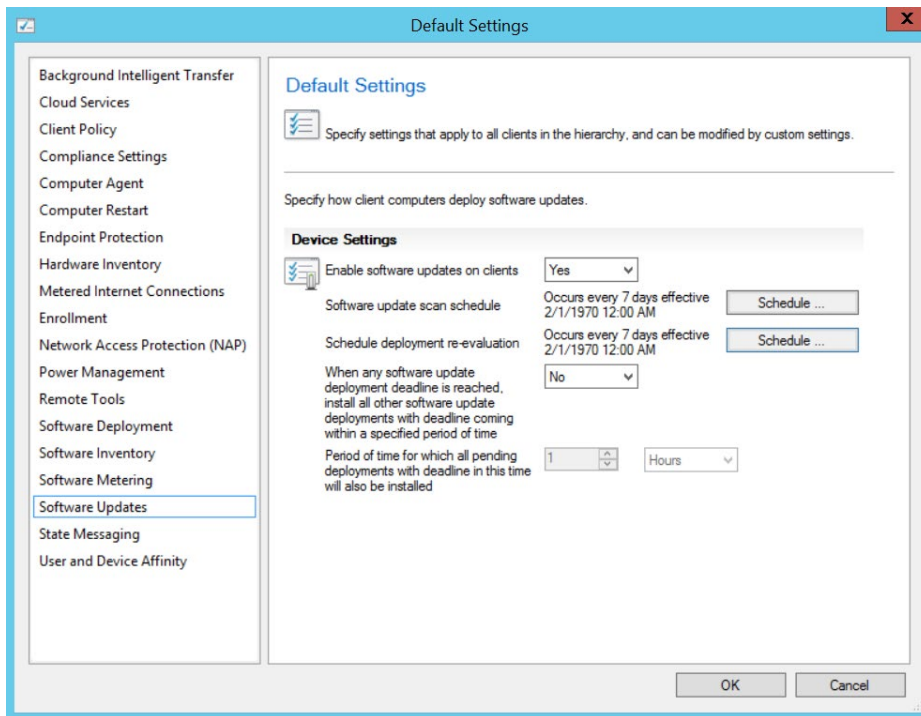 Default Settings
X
Background Intelligent Transfer
Cloud Services
Client Policy
Compliance Settings
Computer Agent
Computer Restart
Endpoint Protection
Hardware Inventory
Metered Internet Connections
Enrollment
Network Access Protection (NAP)
Power Management
Remote Tools
Software Deployment
Software Inventory
Software Metering
Software Updates
State Messaging
User and Device Affinity
Default Settings
Specify settings that apply to all clients in the hierarchy, and can be modified by custom settings.
Specify how client computers deploy software updates.
Device Settings
Enable software updates on clients
Yes
Software update scan schedule
Occurs every 7 days effective
2/1/1970 12:00 AM
Schedule ...
Schedule deployment re-evaluation
Occurs every 7 days effective
2/1/1970 12:00 AM
Schedule ...
When any software update
deployment deadline is reached,
install all other software update
deployments with deadline coming
within a specified period of time
No
Period of time for which all pending
deployments with deadline in this time
will also be installed
1
Hours
OK
Cancel